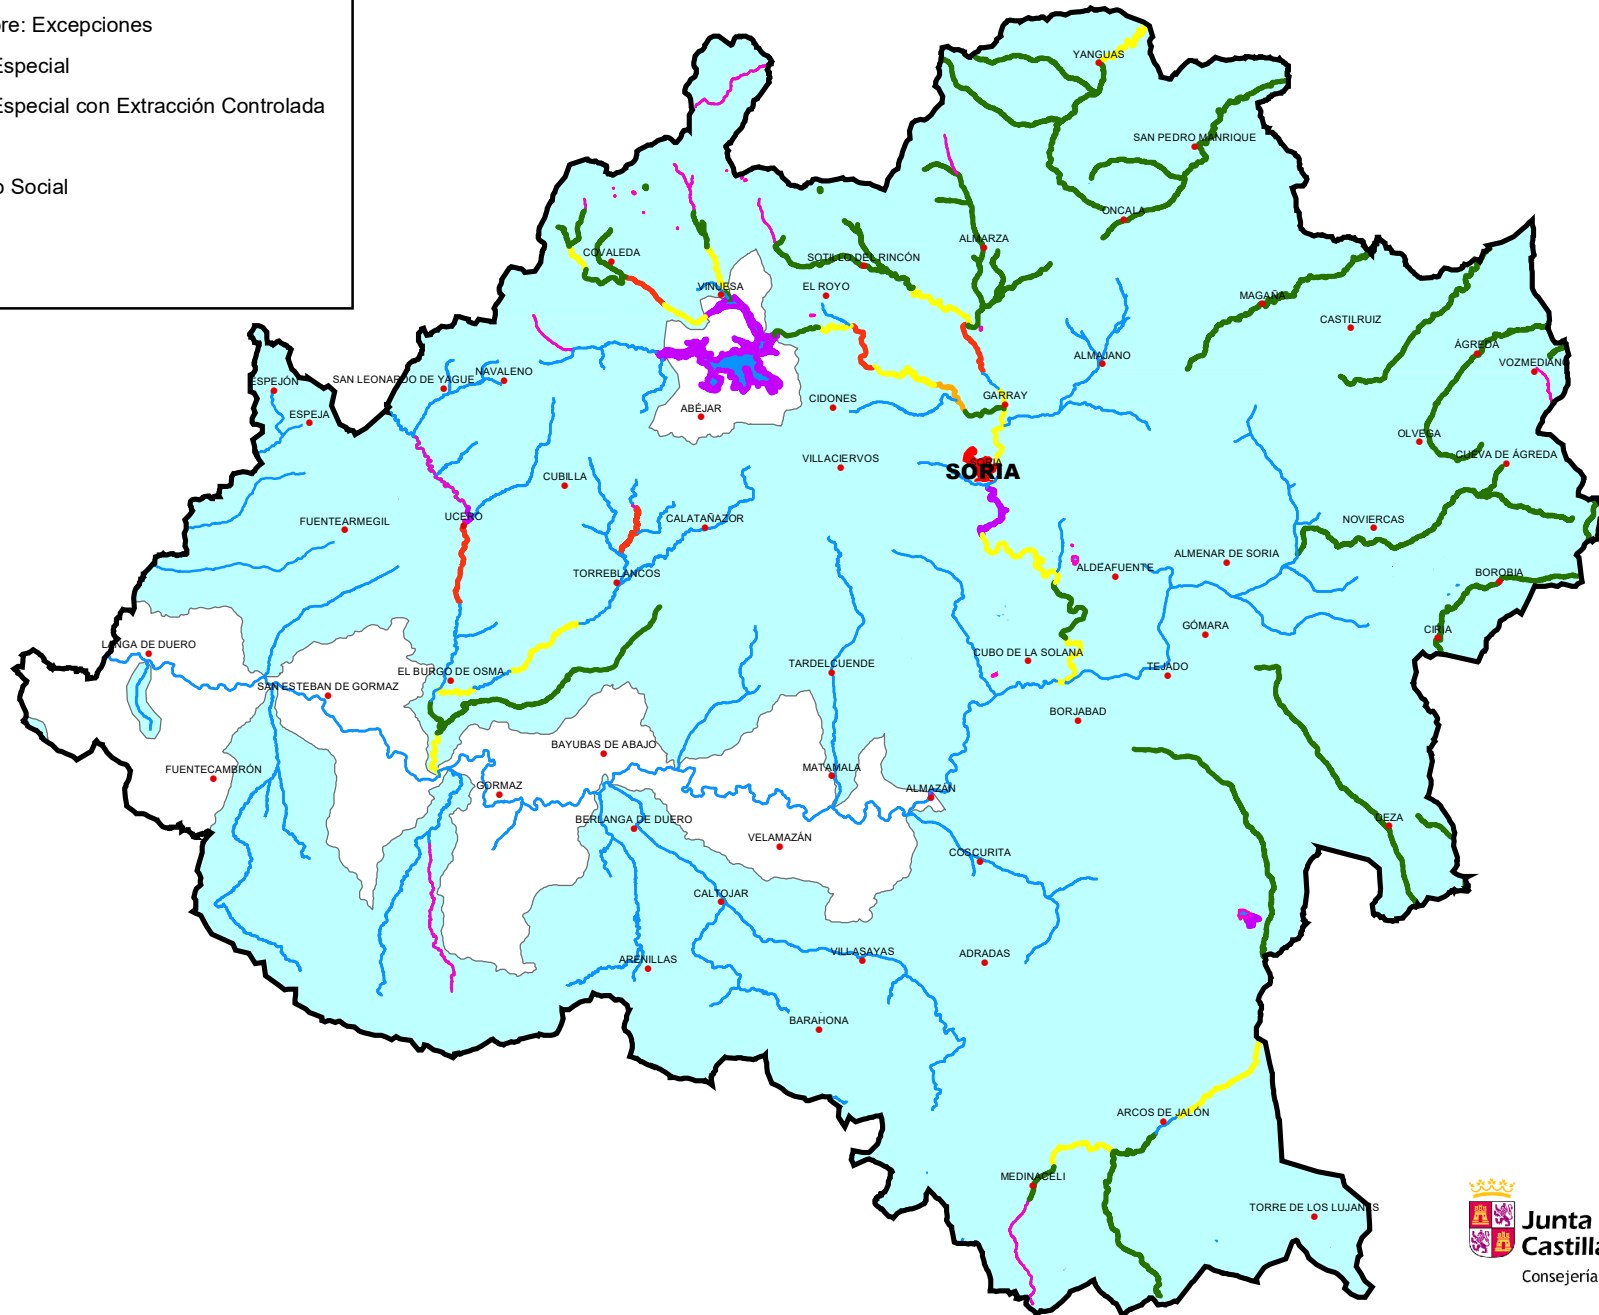 re: Excepciones
Especial
Especial con Extracción Controlada
o Social
YANGUAS
SAN PEDRO MANRIQUE
ONCALA
ALMARZA
COVALEDA
SOTILLO DEL RINCÓN
VINUESA
EL ROYO
MAGAÑA
CASTILRUIZ
ÁGREDA
VOZMEDIANO
ALMAJANO
ESPEJÓN
SAN LEONARDO DE YAGUE
NAVALENO
ESPEJA
ABÉJAR
CIDONES
GARRAY
OLVEGA
CUEVA DE ÁGREDA
VILLACIERVOS
SORIA
SORIA
CUBILLA
UCERO
FUENTEARMEGIL
CALATAÑAZOR
NOVIERCAS
ALMENAR DE SORIA
ALDEAFUENTE
TORREBLANCOS
BOROBIA
GÓMARA
CIRIA
LANGA DE DUERO
CUBO DE LA SOLANA
TARDELCUENDE
TEJADO
EL BURGO DE OSMA
SAN ESTEBAN DE GORMAZ
BORJABAD
BAYUBAS DE ABAJO
FUENTECAMBRÓN
MATAMALA
GORMAZ
ALMAZÁN
BERLANGA DE DUERO
DEZA
VELAMAZÁN
COSCURITA
CALTOJAR
VILLASAYAS
ADRADAS
ARENILLAS
BARAHONA
ARCOS DE JALÓN
MEDINACELI
TORRE DE LOS LUJANES
Junta
Castilla
Consejería